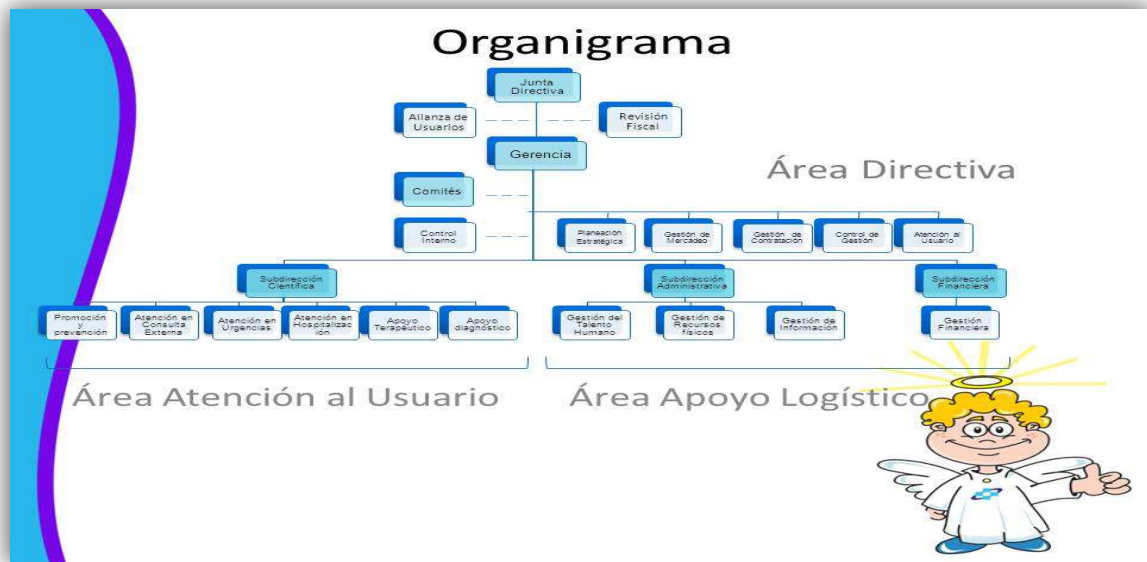 Organigrama
Junta
Directiva
Alianza de
Usuarios
Revisión
Fiscal
Gerencia
Área Directiva
Comités
Control
Interno
Planeación
Estratégica
Gestión de
Mercadeo
Gestión de
Contratación
Control de
Gestión
Atención al
Usuario
Subdirección
Científica
Subdirección
Administrativa
Subdirección
Financiera
Promoción
y
prevención
Atención en
Consulta
Externa
Atención en
Urgencias
Atención en
Hospitalizac
ión
Apoyo
Terapéutico
Apoyo
diagnóstico
Gestión del
Talento
Humano
Gestión de
Recursos
físicos
Gestión de
Información
Gestión
Financiera
Área Atención al Usuario
Área Apoyo Logístico